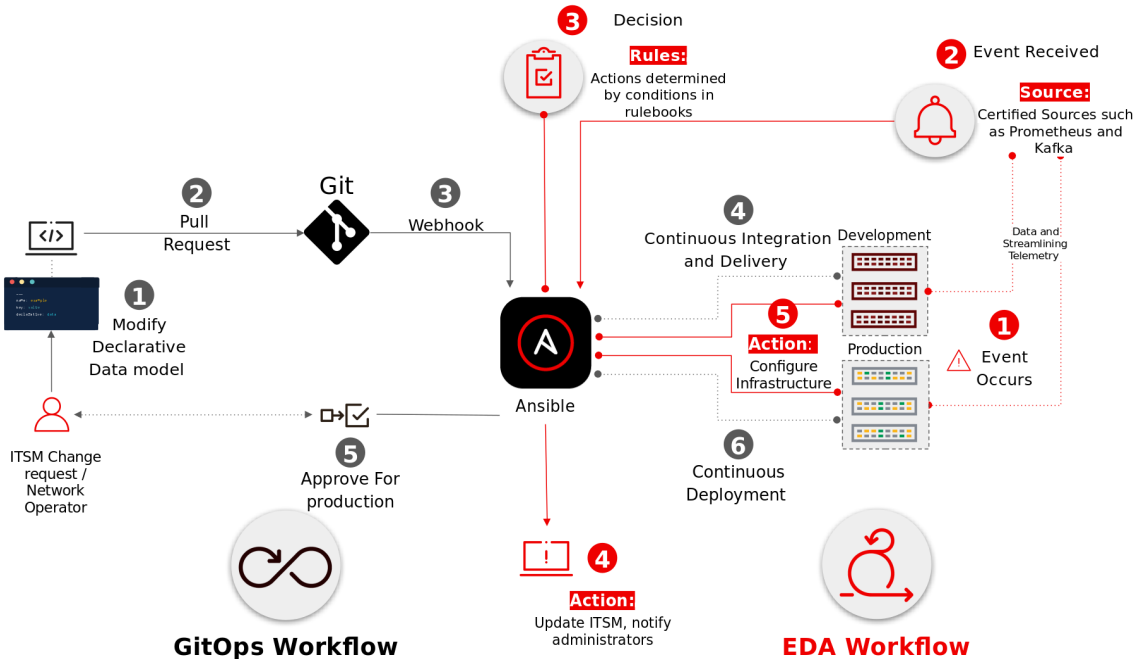 3 Decision
Rules:
Actions determined
by conditions in
rulebooks
2 Event Received
Source:
Certified Sources such
as Prometheus and
Kafka
2
Pull
Request
Git
3
Webhook
4
Continuous Integration
and Delivery
Development
Data and
Streamlining
Telemetry
</>
1
Modify
Declarative
Data model
5
Action:
Configure
Infrastructure
Production
1
!
Event
Occurs
Ansible
ITSM Change
request /
Network
Operator
5
Approve For
production
6
Continuous
Deployment
!
4
Action:
Update ITSM, notify
administrators
GitOps Workflow
EDA Workflow